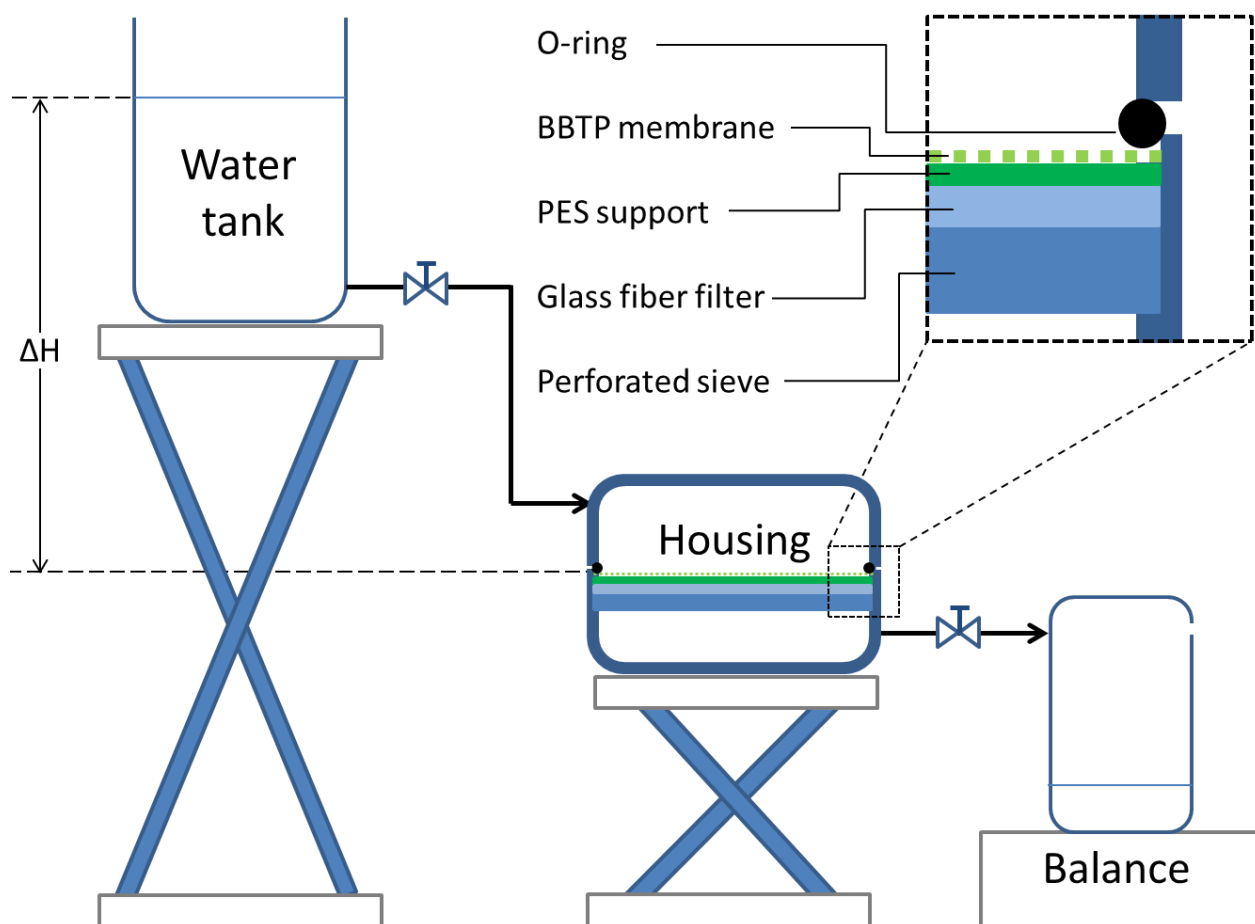 O-ring
BBTP membrane
PES support
Glass fiber filter
Perforated sieve
Water
tank
ΔH
Housing
Balance